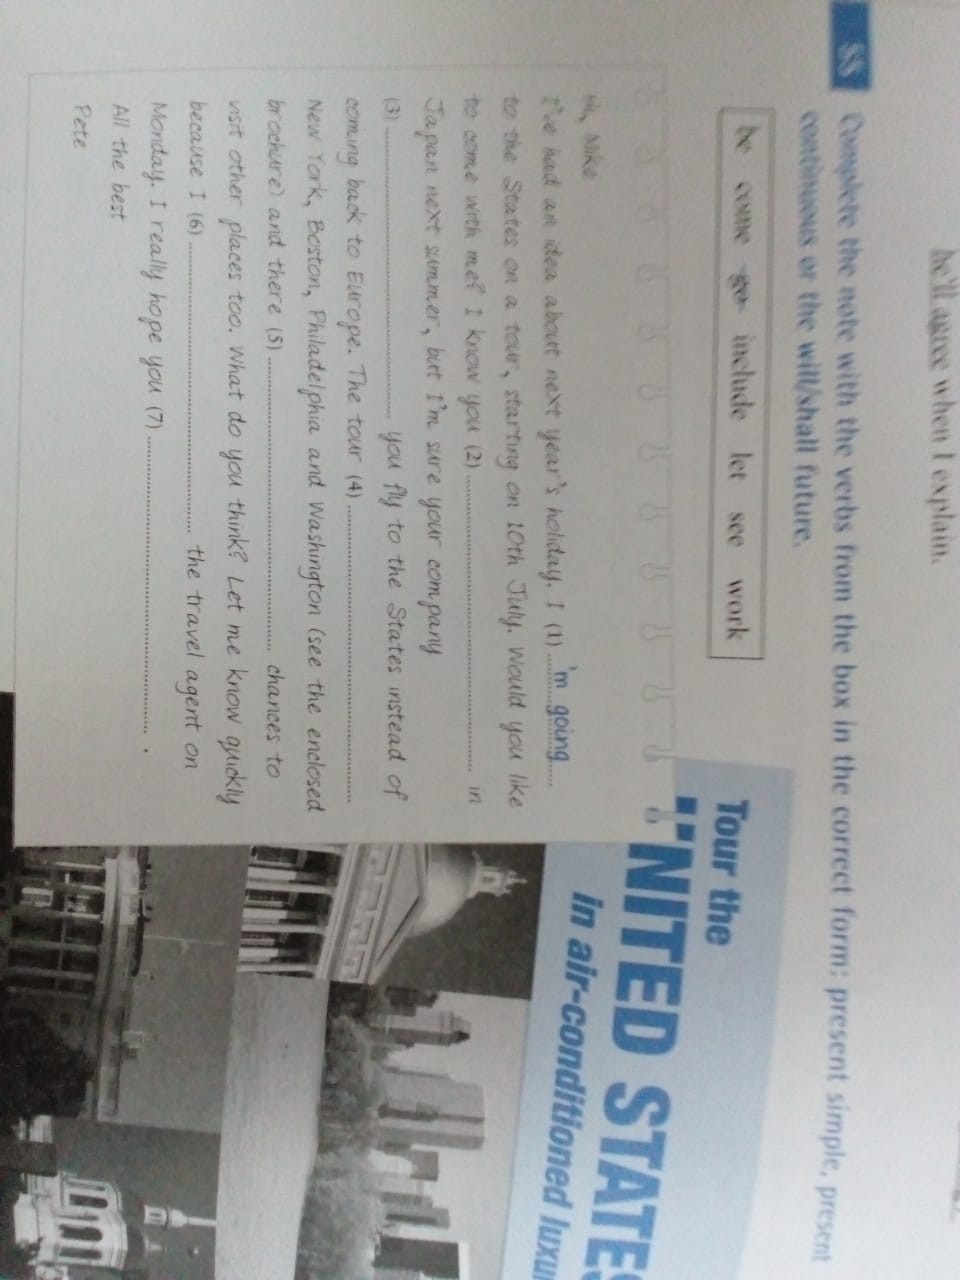 he'll agree when I explain.
55 Complete the note with the verbs from the box in the correct form: present simple, present
continuous or the will/shall future.
be come go include let see work
Tour the
UNITED STATES
in air-conditioned luxu
Hi, Mike
I've had an idea about next year's holiday. I (1) ....'m going....
to the States on a tour, starting on 10th July. Would you like
to come with me? I know you (2) ........................................ in
Japan next summer, but I'm sure your company
(3) ........................................ you fly to the States instead of
coming back to Europe. The tour (4) ........................................
New York, Boston, Philadelphia and Washington (see the enclosed
brochure) and there (5) ........................................ chances to
visit other places too. What do you think? Let me know quickly
because I (6) ........................................ the travel agent on
Monday. I really hope you (7) ........................................ .
All the best
Pete